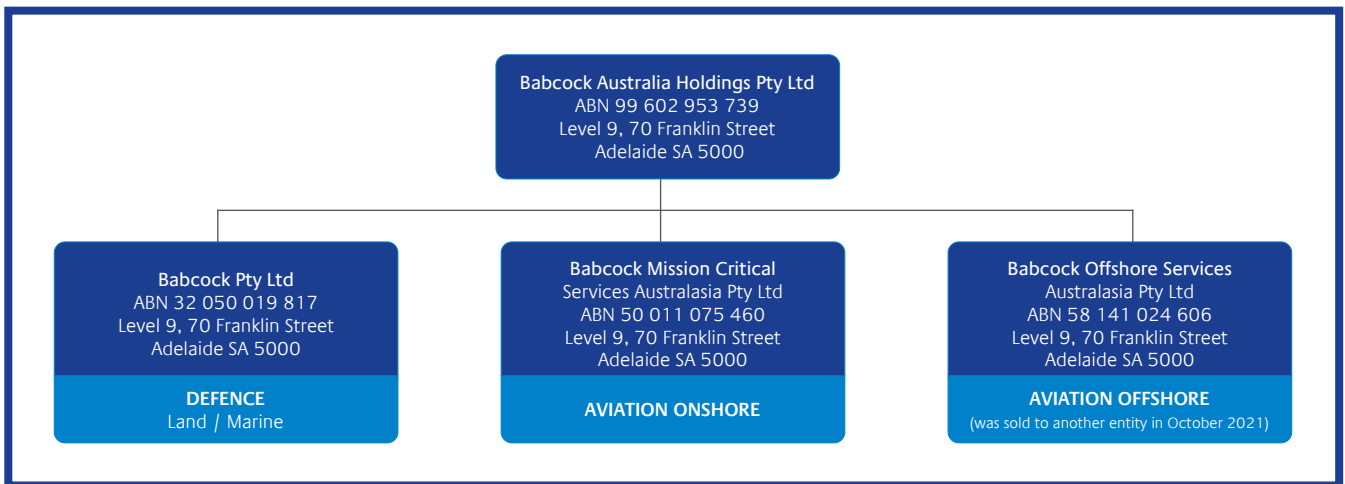 Babcock Australia Holdings Pty Ltd
ABN 99 602 953 739
Level 9, 70 Franklin Street
Adelaide SA 5000
Babcock Pty Ltd
ABN 32 050 019 817
Level 9, 70 Franklin Street
Adelaide SA 5000
DEFENCE
Land / Marine
Babcock Mission Critical
Services Australasia Pty Ltd
ABN 50 011 075 460
Level 9, 70 Franklin Street
Adelaide SA 5000
AVIATION ONSHORE
Babcock Offshore Services
Australasia Pty Ltd
ABN 58 141 024 606
Level 9, 70 Franklin Street
Adelaide SA 5000
AVIATION OFFSHORE
(was sold to another entity in October 2021)